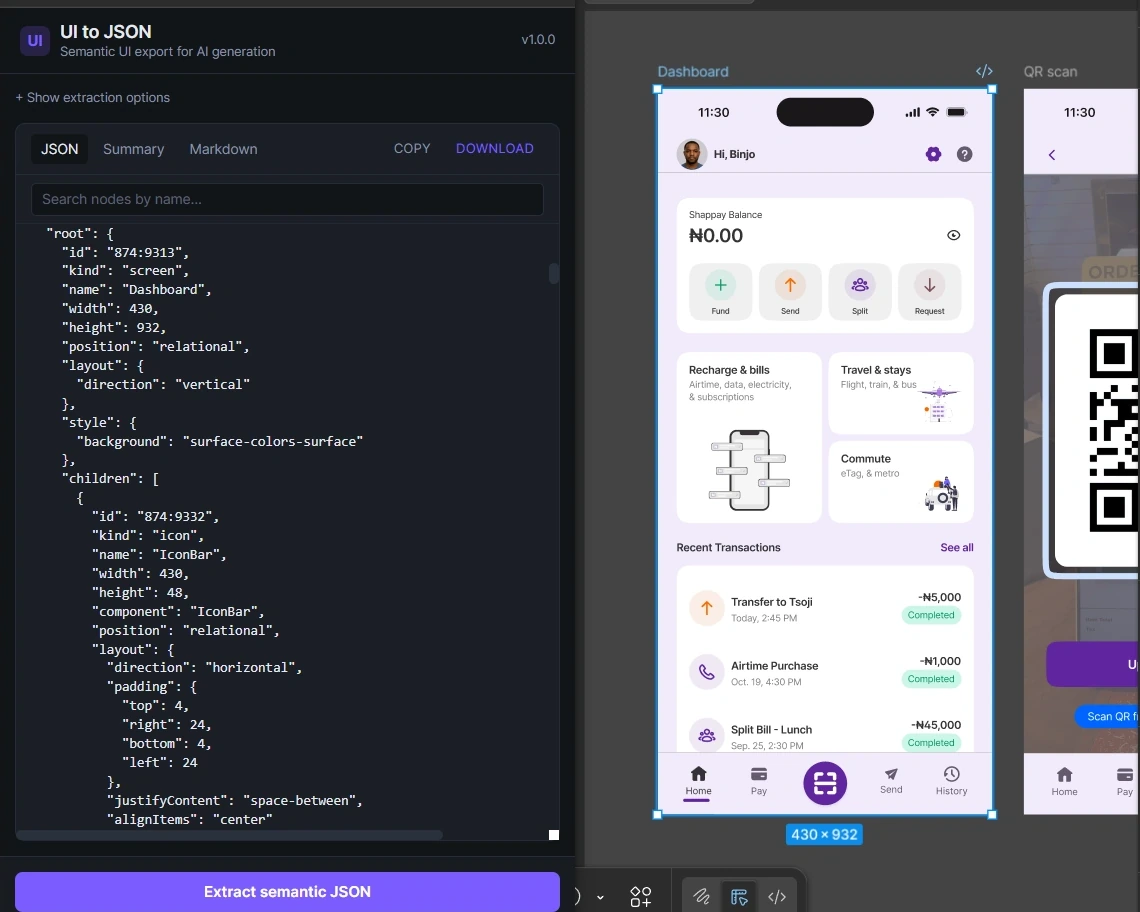 UI
UI to JSON
Semantic UI export for AI generation
v1.0.0
+ Show extraction options
JSON
Summary
Markdown
COPY
DOWNLOAD
Search nodes by name...
"root": {
"id": "874:9313",
"kind": "screen",
"name": "Dashboard",
"width": 430,
"height": 932,
"position": "relational",
"layout": {
"direction": "vertical"
},
"style": {
"background": "surface-colors-surface"
},
"children": [
{
"id": "874:9332",
"kind": "icon",
"name": "IconBar",
"width": 430,
"height": 48,
"component": "IconBar",
"position": "relational",
"layout": {
"direction": "horizontal",
"padding": {
"top": 4,
"right": 24,
"bottom": 4,
"left": 24
},
"justifyContent": "space-between",
"alignItems": "center"
Extract semantic JSON
Dashboard
11:30
Hi, Binjo
?
Shappay Balance
₦0.00
Fund
Send
Split
Request
Recharge & bills
Airtime, data, electricity,
& subscriptions
Travel & stays
Flight, train, & bus
Commute
eTag, & metro
Recent Transactions
See all
Transfer to Tsoji
Today, 2:45 PM
-₦5,000
Completed
Airtime Purchase
Oct. 19, 4:30 PM
-₦1,000
Completed
Split Bill - Lunch
Sep. 25, 2:30 PM
-₦45,000
Completed
Home
Pay
Send
History
430 × 932
QR scan
11:30
ORDE
U
Scan QR f
Home
Pay